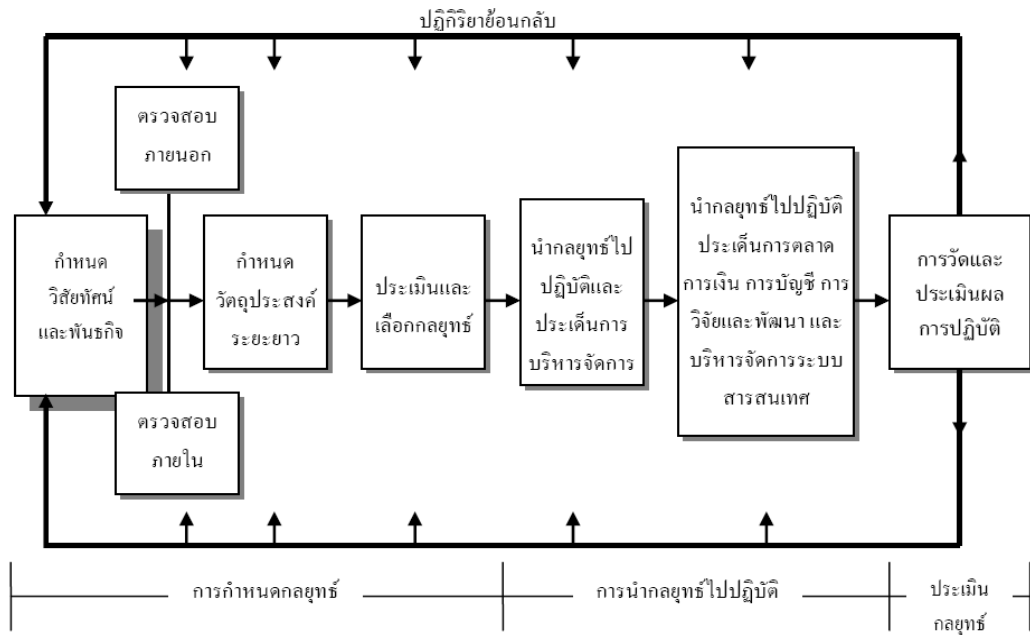 ปฏิกิริยาย้อนกลับ
ตรวจสอบ
ภายนอก
กำหนด
วิสัยทัศน์
และพันธกิจ
ตรวจสอบ
ภายใน
กำหนด
วัตถุประสงค์
ระยะยาว
ประเมินและ
เลือกกลยุทธ์
นำกลยุทธ์ไป
ปฏิบัติและ
ประเด็นการ
บริหารจัดการ
นำกลยุทธ์ไปปฏิบัติ
ประเด็นการตลาด
การเงิน การบัญชี การ
วิจัยและพัฒนา และ
บริหารจัดการระบบ
สารสนเทศ
การวัดและ
ประเมินผล
การปฏิบัติ
การกำหนดกลยุทธ์
การนำกลยุทธ์ไปปฏิบัติ
ประเมิน
กลยุทธ์